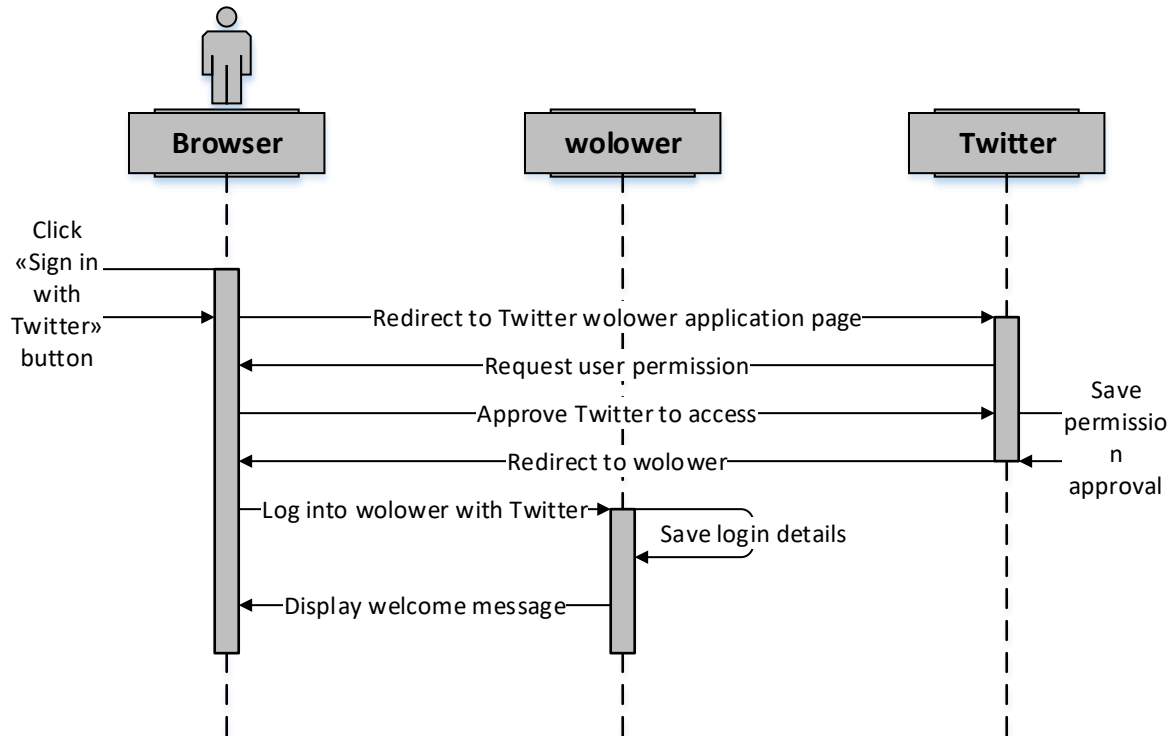 Browser
wolower
Twitter
Click
«Sign in
with
Twitter»
button
Redirect to Twitter wolower application page
Request user permission
Approve Twitter to access
Save
permissio
n
approval
Redirect to wolower
Log into wolower with Twitter
Save login details
Display welcome message